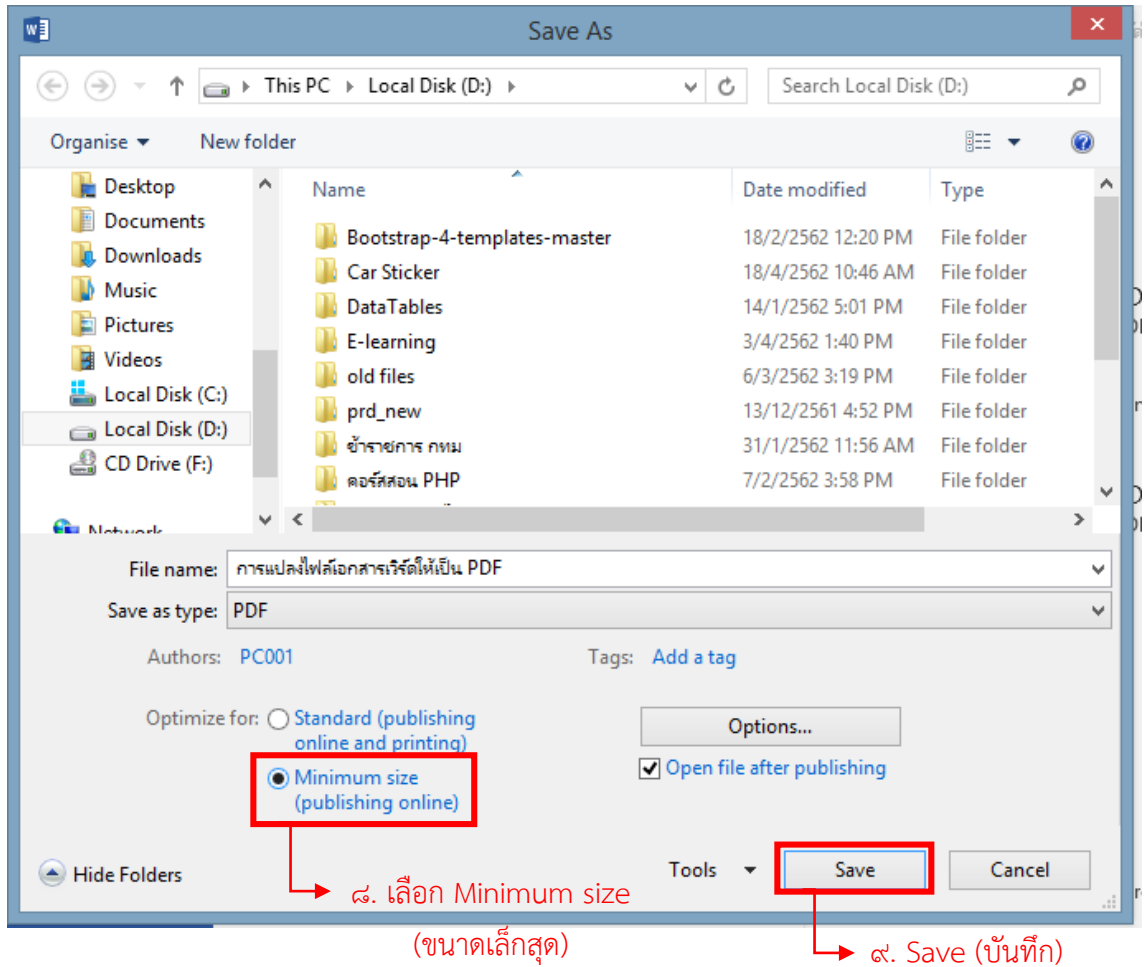 Save As
This PC Local Disk (D:) Search Local Disk (D:)
Organise New folder
Desktop
Documents
Downloads
Music
Pictures
Videos
Local Disk (C:)
Local Disk (D:)
CD Drive (F:)
Network
Name Date modified Type
Bootstrap-4-templates-master 18/2/2562 12:20 PM File folder
Car Sticker 18/4/2562 10:46 AM File folder
DataTables 14/1/2562 5:01 PM File folder
E-learning 3/4/2562 1:40 PM File folder
old files 6/3/2562 3:19 PM File folder
prd_new 13/12/2561 4:52 PM File folder
ข้าราชการ กทม 31/1/2562 11:56 AM File folder
คอร์สสอน PHP 7/2/2562 3:58 PM File folder
File name: การแปลงไฟล์เอกสารเวิร์ดให้เป็น PDF
Save as type: PDF
Authors: PC001 Tags: Add a tag
Optimize for: Standard (publishing
online and printing)
Minimum size
(publishing online)
Options...
Open file after publishing
Hide Folders Tools Save Cancel
๘. เลือก Minimum size
(ขนาดเล็กสุด)
๙. Save (บันทึก)